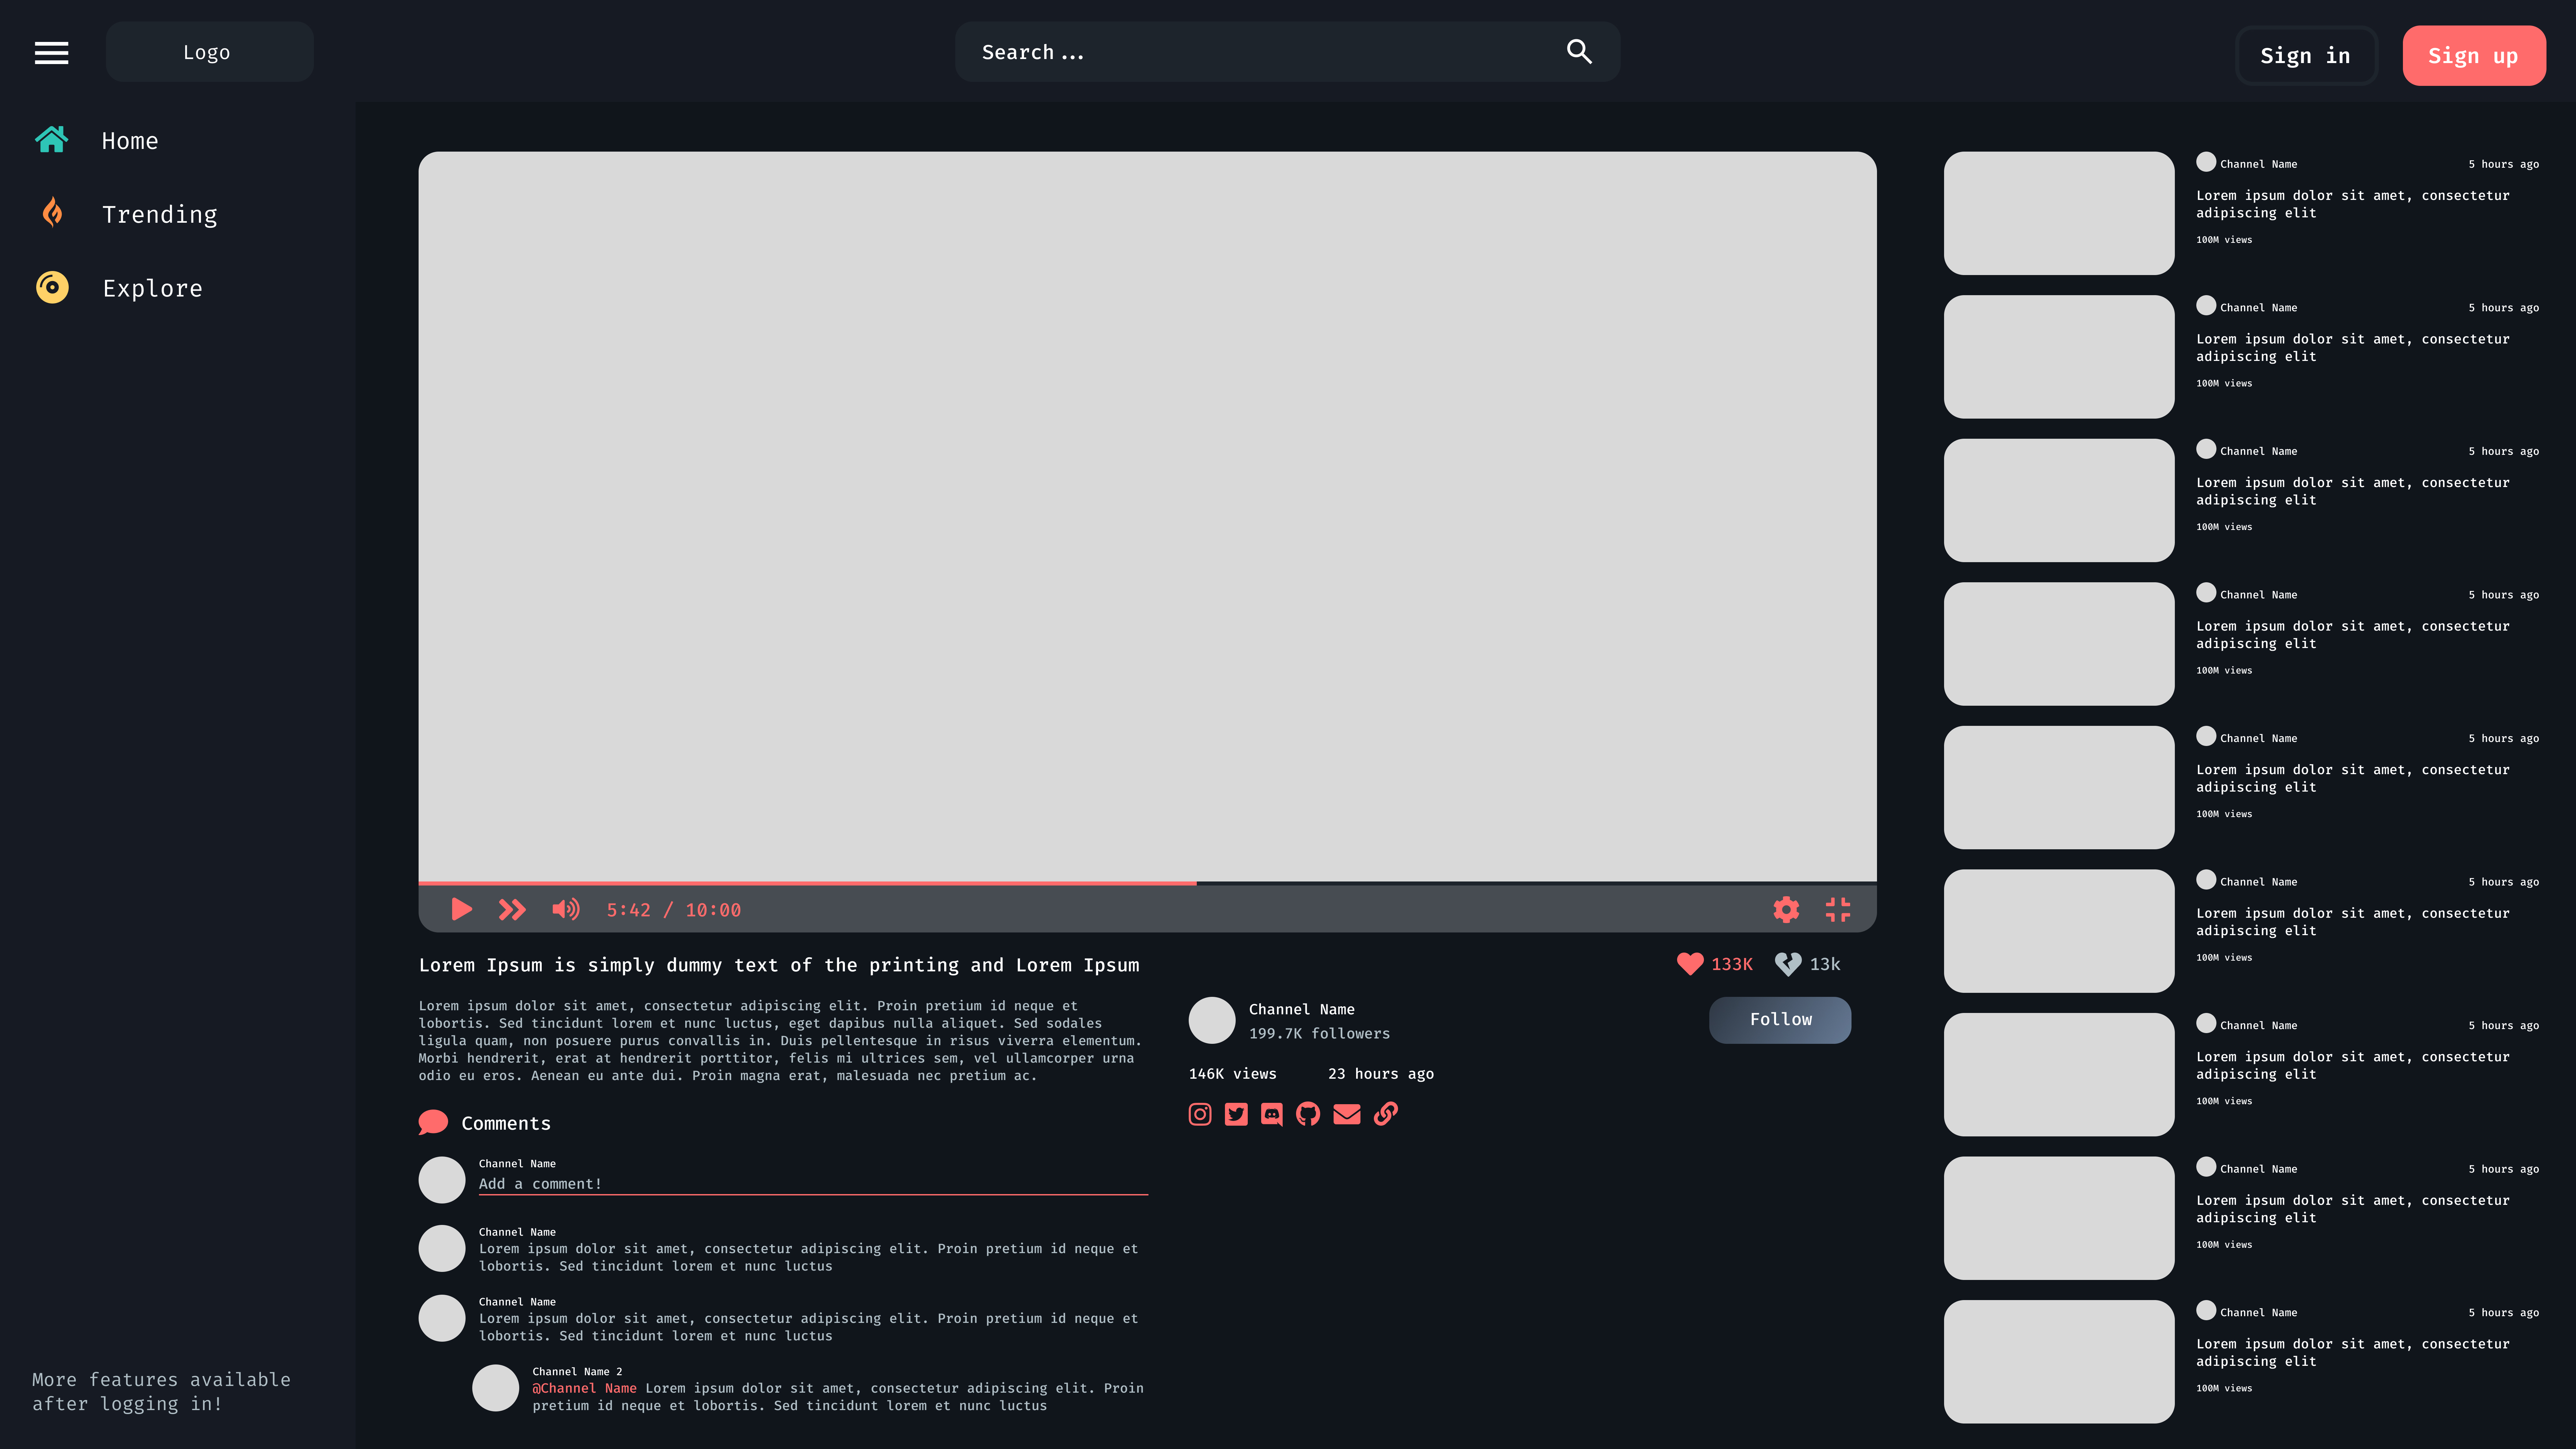 Logo
Search...
Sign in
Sign up
Home
Trending
Explore
More features available
after logging in!
5:42 / 10:00
Lorem Ipsum is simply dummy text of the printing and Lorem Ipsum
133K
13k
Lorem ipsum dolor sit amet, consectetur adipiscing elit. Proin pretium id neque et
lobortis. Sed tincidunt lorem et nunc luctus, eget dapibus nulla aliquet. Sed sodales
ligula quam, non posuere purus convallis in. Duis pellentesque in risus viverra elementum.
Morbi hendrerit, erat at hendrerit porttitor, felis mi ultrices sem, vel ullamcorper urna
odio eu eros. Aenean eu ante dui. Proin magna erat, malesuada nec pretium ac.
Channel Name
199.7K followers
Follow
146K views
23 hours ago
Comments
Channel Name
Add a comment!
Channel Name
Lorem ipsum dolor sit amet, consectetur adipiscing elit. Proin pretium id neque et
lobortis. Sed tincidunt lorem et nunc luctus
Channel Name
Lorem ipsum dolor sit amet, consectetur adipiscing elit. Proin pretium id neque et
lobortis. Sed tincidunt lorem et nunc luctus
Channel Name 2
@Channel Name Lorem ipsum dolor sit amet, consectetur adipiscing elit. Proin
pretium id neque et lobortis. Sed tincidunt lorem et nunc luctus
Channel Name
5 hours ago
Lorem ipsum dolor sit amet, consectetur
adipiscing elit
100M views
Channel Name
5 hours ago
Lorem ipsum dolor sit amet, consectetur
adipiscing elit
100M views
Channel Name
5 hours ago
Lorem ipsum dolor sit amet, consectetur
adipiscing elit
100M views
Channel Name
5 hours ago
Lorem ipsum dolor sit amet, consectetur
adipiscing elit
100M views
Channel Name
5 hours ago
Lorem ipsum dolor sit amet, consectetur
adipiscing elit
100M views
Channel Name
5 hours ago
Lorem ipsum dolor sit amet, consectetur
adipiscing elit
100M views
Channel Name
5 hours ago
Lorem ipsum dolor sit amet, consectetur
adipiscing elit
100M views
Channel Name
5 hours ago
Lorem ipsum dolor sit amet, consectetur
adipiscing elit
100M views
Channel Name
5 hours ago
Lorem ipsum dolor sit amet, consectetur
adipiscing elit
100M views